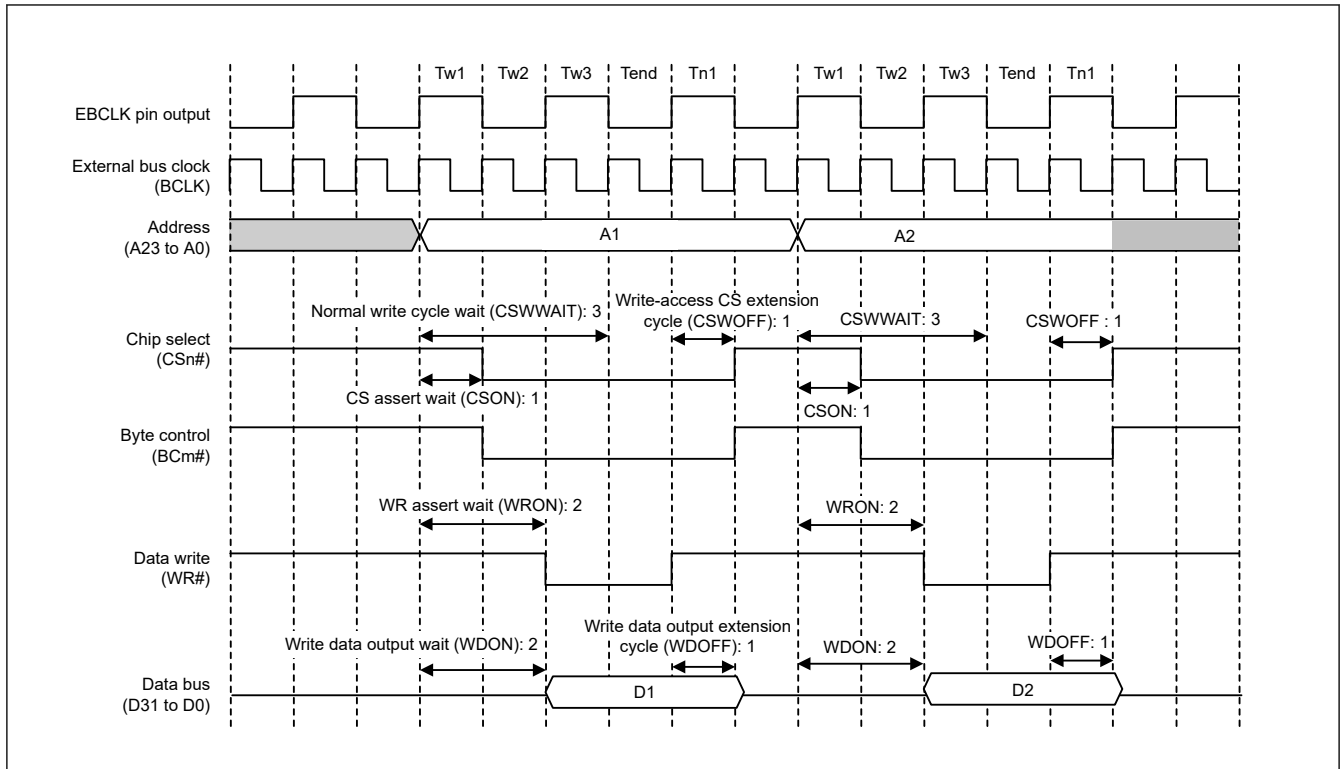 Tw1 Tw2 Tw3 Tend Tn1 Tw1 Tw2 Tw3 Tend Tn1
EBCLK pin output
External bus clock
(BCLK)
Address
(A23 to A0)
A1
A2
Normal write cycle wait (CSWWAIT): 3
Write-access CS extension
cycle (CSWOFF): 1
CSWWAIT: 3
CSWOFF : 1
Chip select
(CSn#)
CS assert wait (CSON): 1
CSON: 1
Byte control
(BCm#)
WR assert wait (WRON): 2
WRON: 2
Data write
(WR#)
Write data output wait (WDON): 2
Write data output extension
cycle (WDOFF): 1
WDON: 2
WDOFF: 1
Data bus
(D31 to D0)
D1
D2